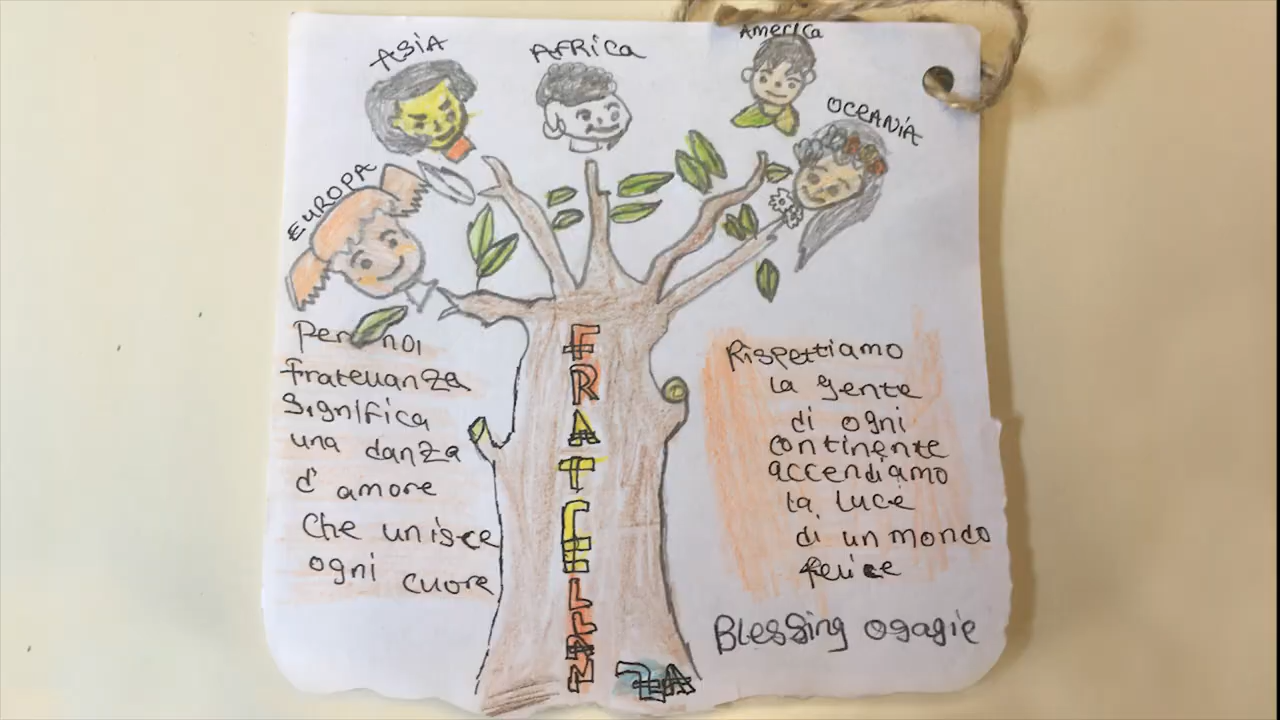 ASIA
AFRICA
AMERICA
OCEANIA
EUROPA
Per noi
fratellanza
significa
una danza
d'amore
che unisce
ogni cuore
FRATELLANZA
Rispettiamo
la gente
di ogni
continente
accendiamo
la luce
di un mondo
felice
Blessing Ogagie